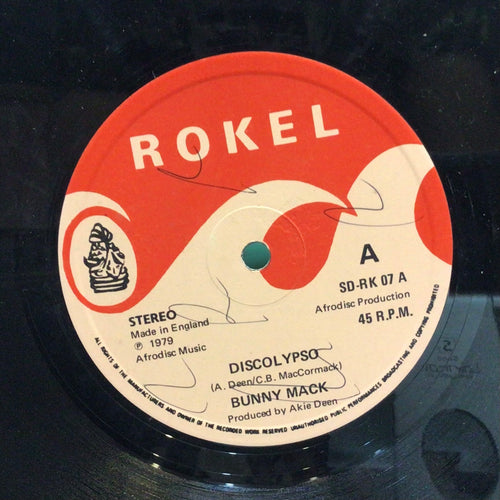 ROKEL
A
SD-RK 07 A
Afrodisc Production
45 R.P.M.
STEREO
Made in England
℗ 1979
Afrodisc Music
DISCOLYPSO
(A. Deen/C.B. MacCormack)
BUNNY MACK
Produced by Akie Deen
ALL RIGHTS OF THE MANUFACTURERS AND OWNER OF THE RECORDED WORK RESERVED UNAUTHORISED PUBLIC PERFORMANCES BROADCASTING AND COPYING PROHIBITED